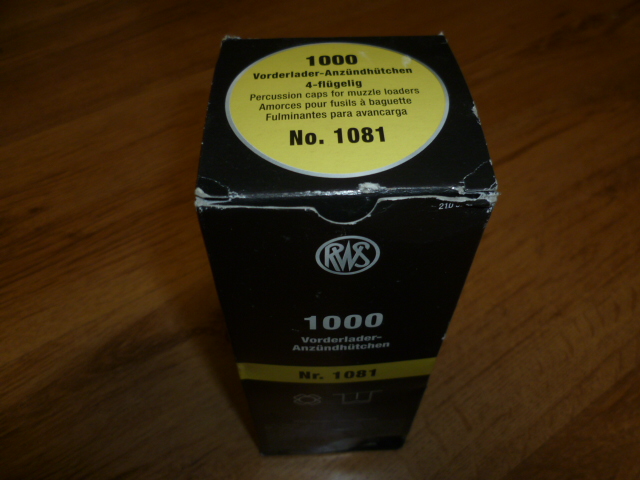 1000
Vorderlader-Anzündhütchen
4-flügelig
Percussion caps for muzzle loaders
Amorces pour fusils à baguette
Fulminantes para avancarga
No. 1081
210
RWS
1000
Vorderlader-
Anzündhütchen
Nr. 1081